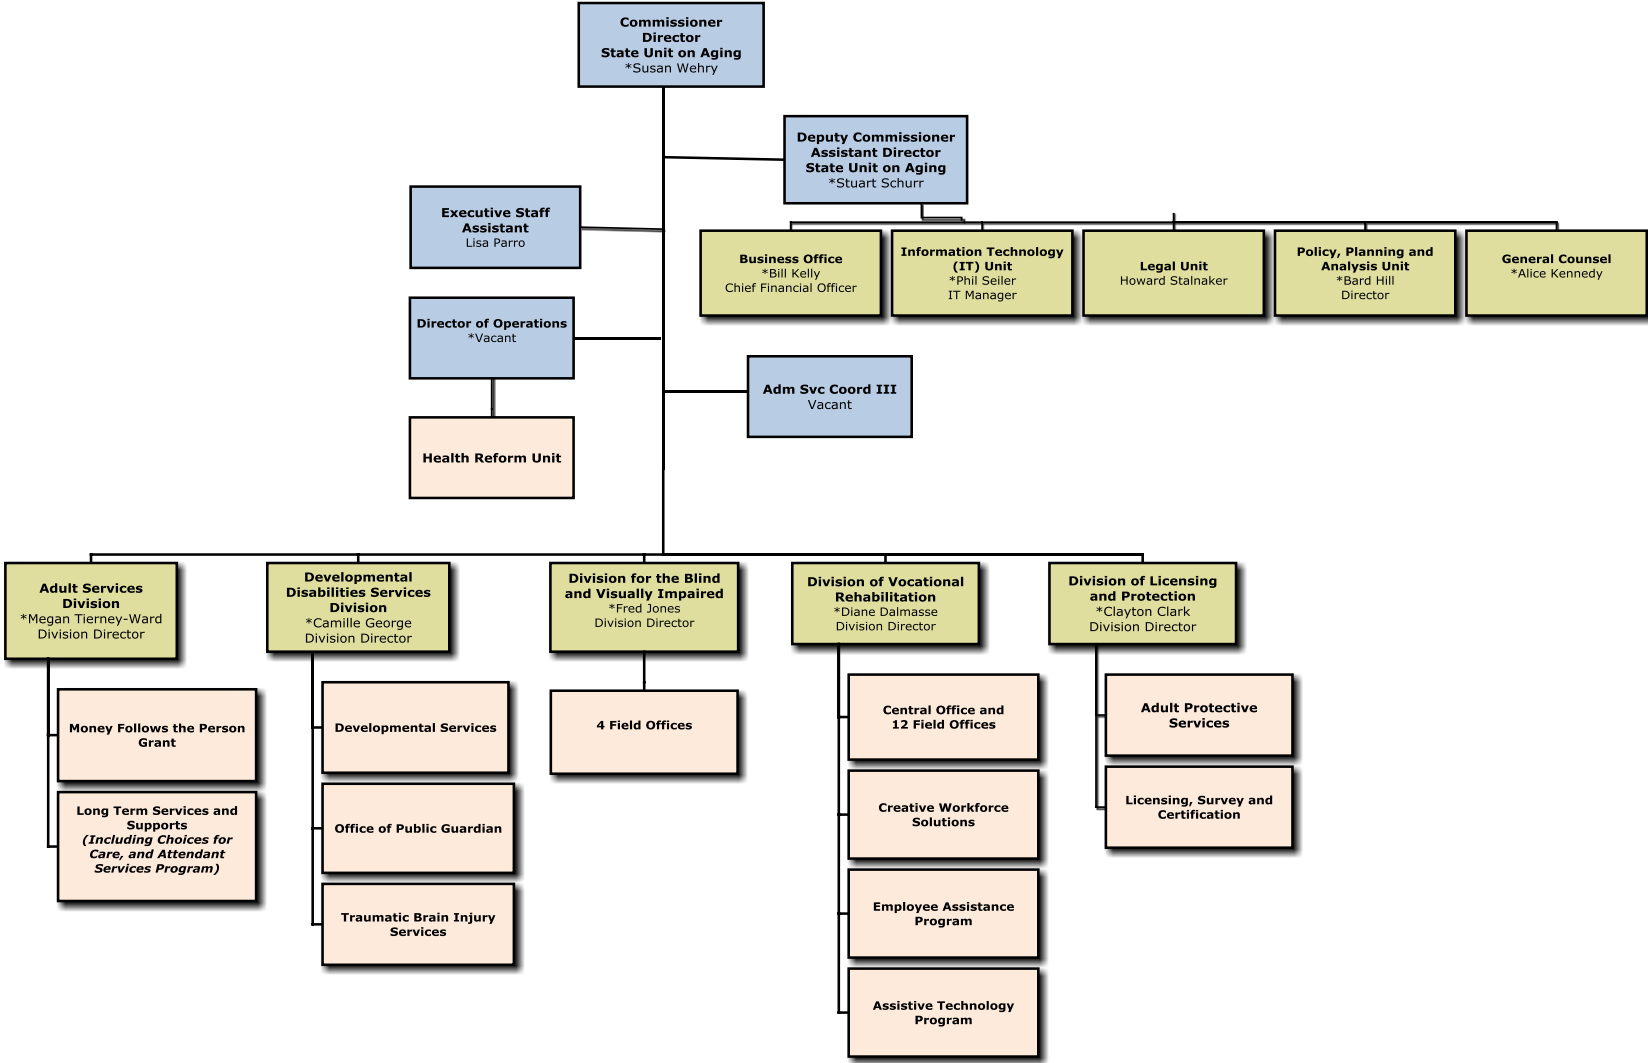 Commissioner
Director
State Unit on Aging
*Susan Wehry
Deputy Commissioner
Assistant Director
State Unit on Aging
*Stuart Schurr
Executive Staff
Assistant
Lisa Parro
Business Office
*Bill Kelly
Chief Financial Officer
Information Technology
(IT) Unit
*Phil Seiler
IT Manager
Legal Unit
Howard Stalnaker
Policy, Planning and
Analysis Unit
*Bard Hill
Director
General Counsel
*Alice Kennedy
Director of Operations
*Vacant
Adm Svc Coord III
Vacant
Health Reform Unit
Adult Services
Division
*Megan Tierney-Ward
Division Director
Developmental
Disabilities Services
Division
*Camille George
Division Director
Division for the Blind
and Visually Impaired
*Fred Jones
Division Director
Division of Vocational
Rehabilitation
*Diane Dalmasse
Division Director
Division of Licensing
and Protection
*Clayton Clark
Division Director
Money Follows the Person
Grant
Long Term Services and
Supports
(Including Choices for
Care, and Attendant
Services Program)
Developmental Services
Office of Public Guardian
Traumatic Brain Injury
Services
4 Field Offices
Central Office and
12 Field Offices
Creative Workforce
Solutions
Employee Assistance
Program
Assistive Technology
Program
Adult Protective
Services
Licensing, Survey and
Certification